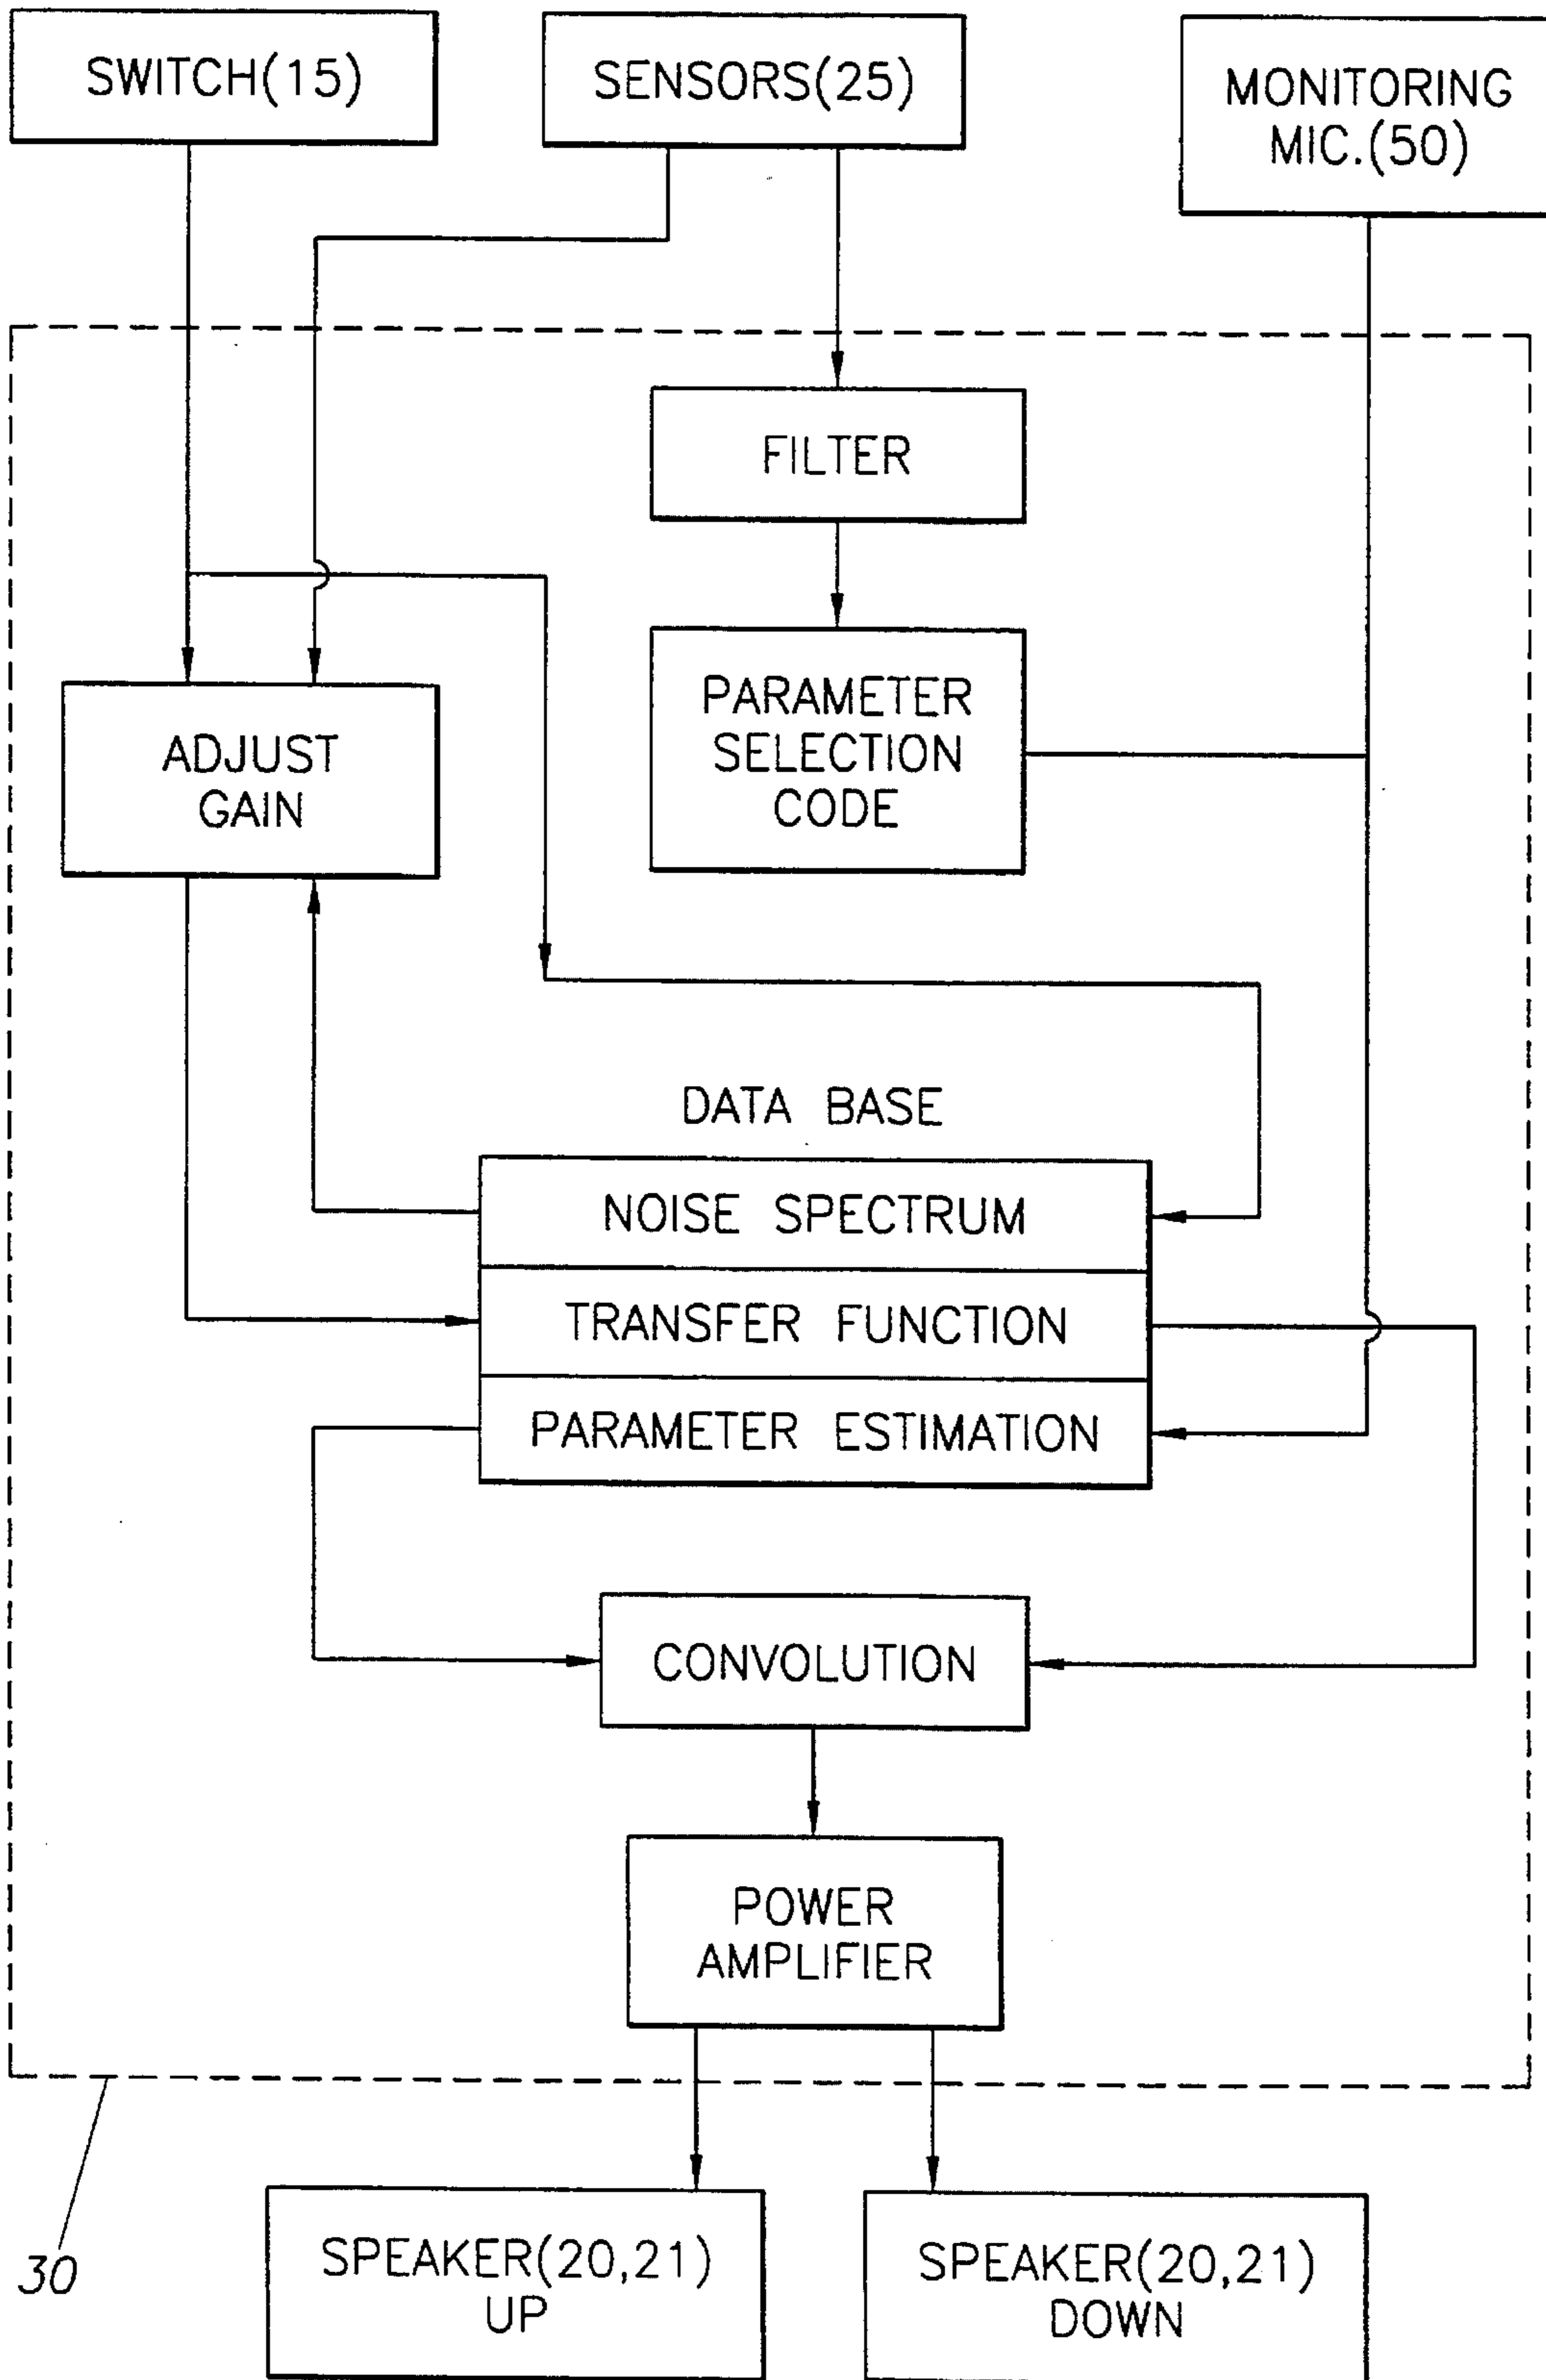 SWITCH(15)
SENSORS(25)
MONITORING
MIC.(50)
FILTER
PARAMETER
SELECTION
CODE
ADJUST
GAIN
DATA BASE
NOISE SPECTRUM
TRANSFER FUNCTION
PARAMETER ESTIMATION
CONVOLUTION
POWER
AMPLIFIER
30
SPEAKER(20,21)
UP
SPEAKER(20,21)
DOWN